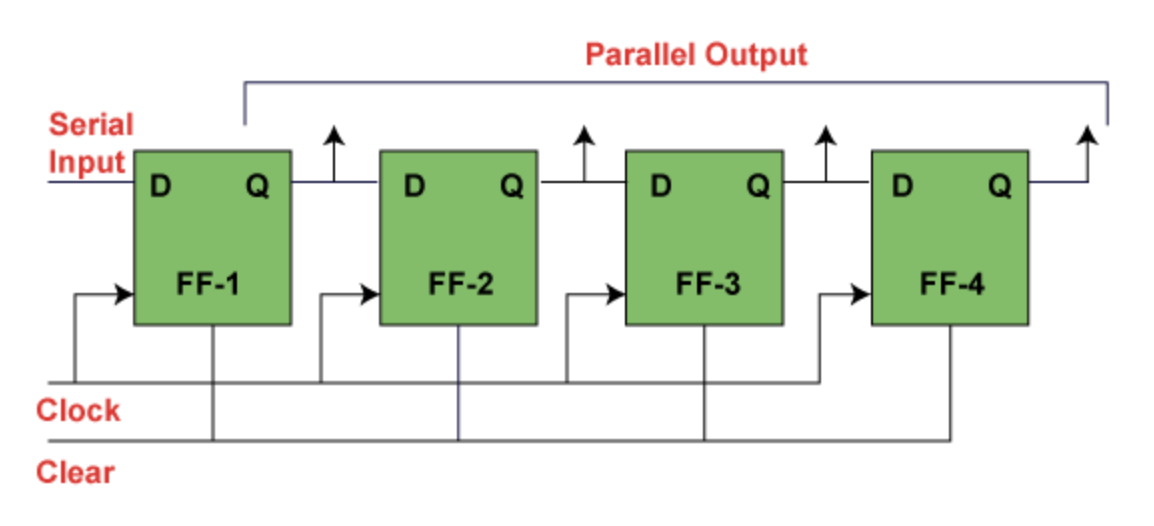 Parallel Output
Serial
Input
D Q
D Q
D Q
D Q
FF-1
FF-2
FF-3
FF-4
Clock
Clear